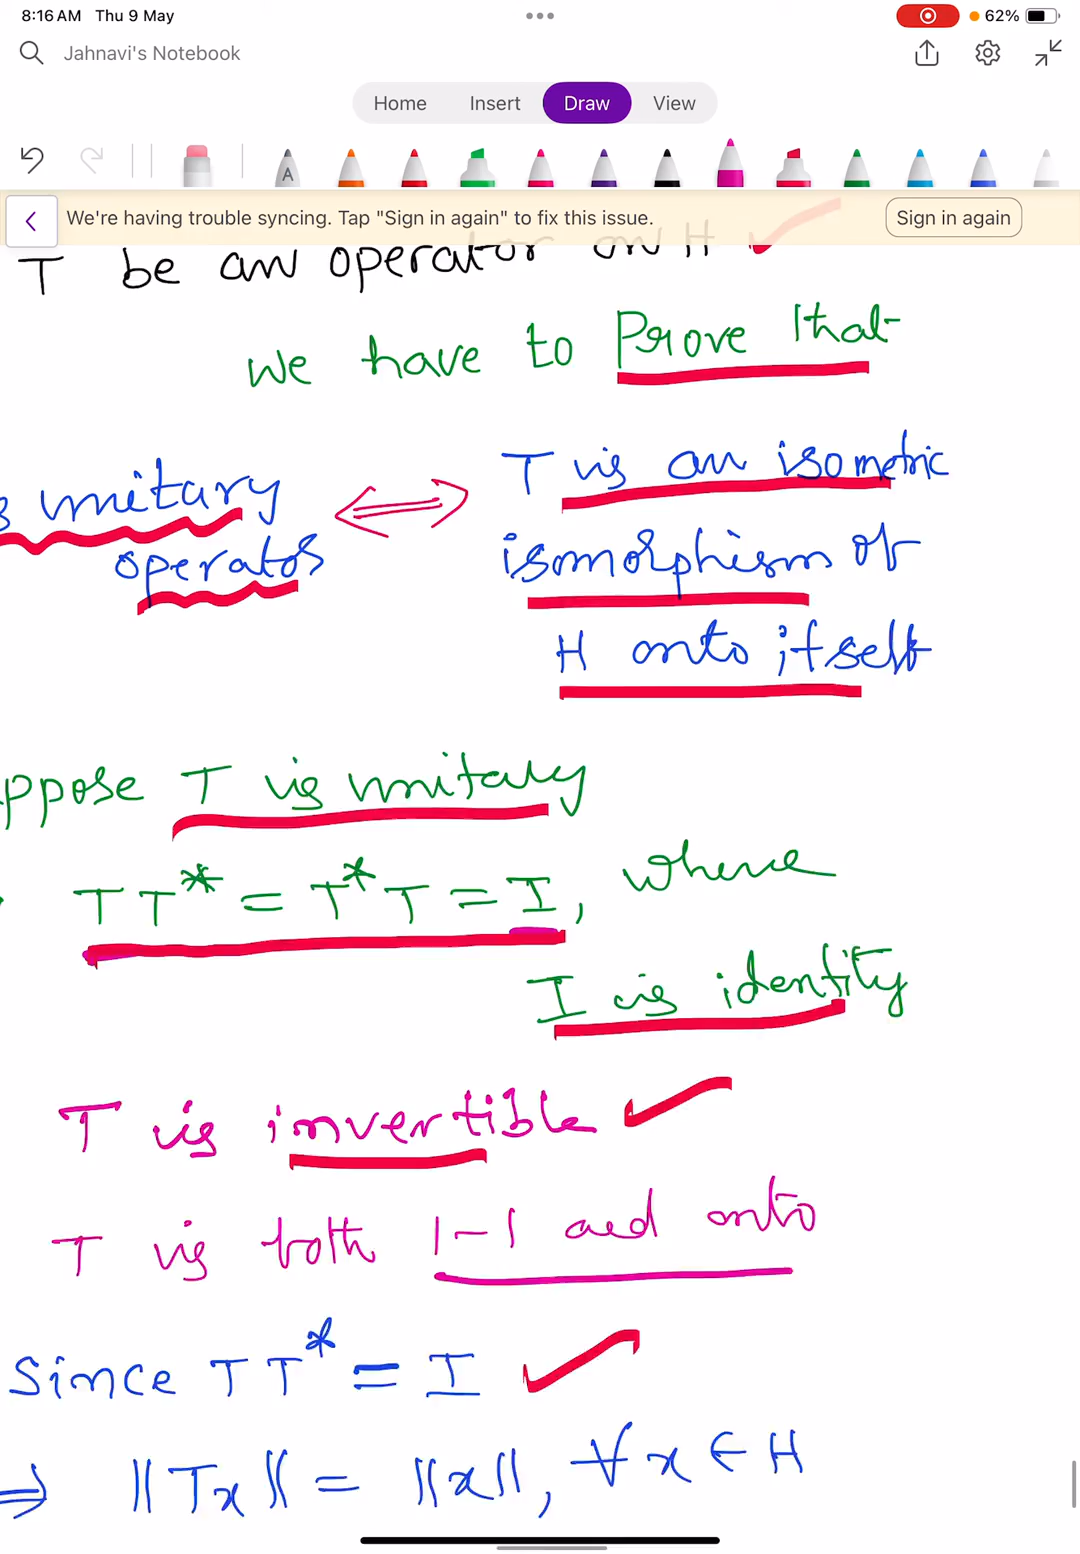 8:16 AM Thu 9 May
62%
Jahnavi's Notebook
Home Insert Draw View
A
We're having trouble syncing. Tap "Sign in again" to fix this issue.
Sign in again
T be an operator on H
we have to Prove that
unitary ⟺ T is an isometric
operator isomorphism of
H onto itself
ppose T is unitary
TT* = T*T = I, where
I is identity
T is invertible ✓
T is both 1-1 and onto
Since TT* = I ✓
⇒ ||Tx|| = ||x||, ∀ x ∈ H